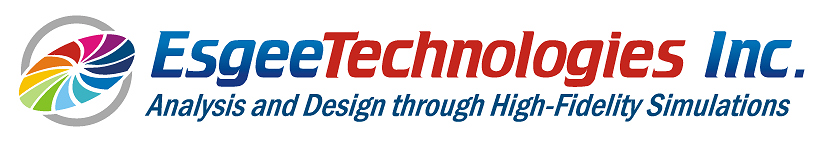 EsgeeTechnologies Inc.
Analysis and Design through High-Fidelity Simulations